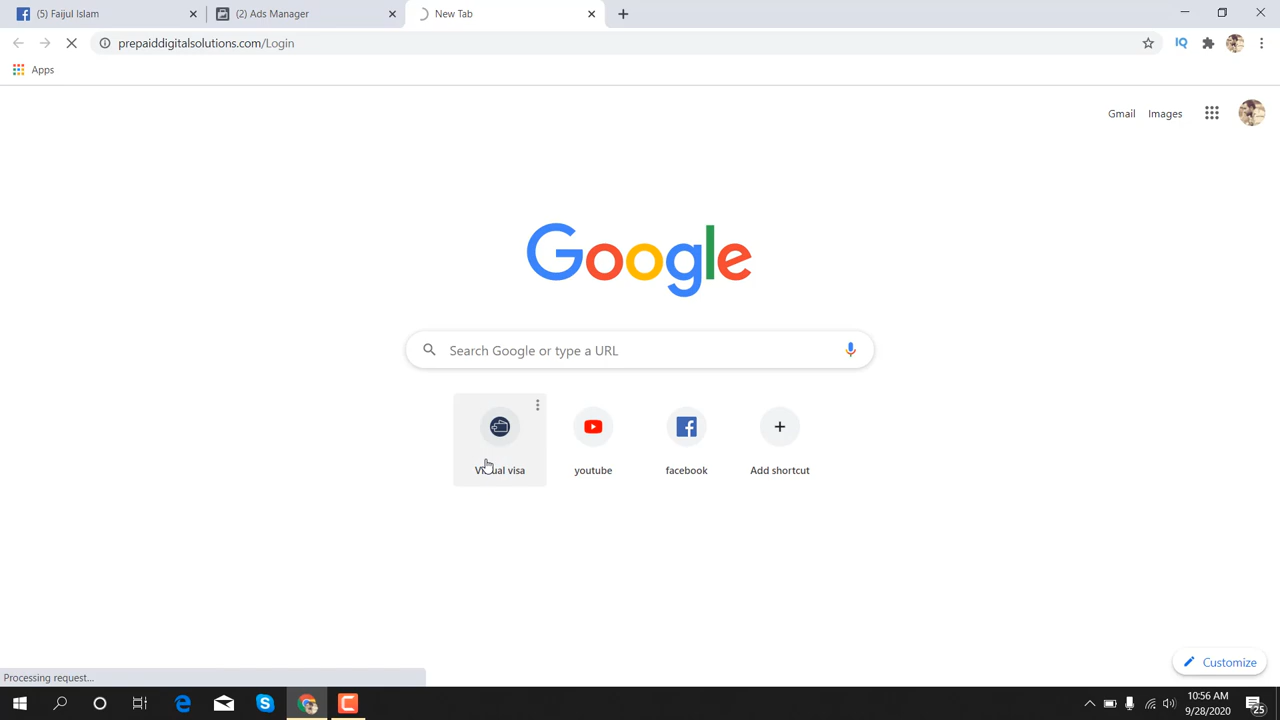 (5) Faijul Islam
(2) Ads Manager
New Tab
prepaiddigitalsolutions.com/Login
IQ
Apps
Gmail
Images
Google
Search Google or type a URL
youtube
facebook
Add shortcut
visa
Customize
Processing request...
10:56 AM
9/28/2020
25